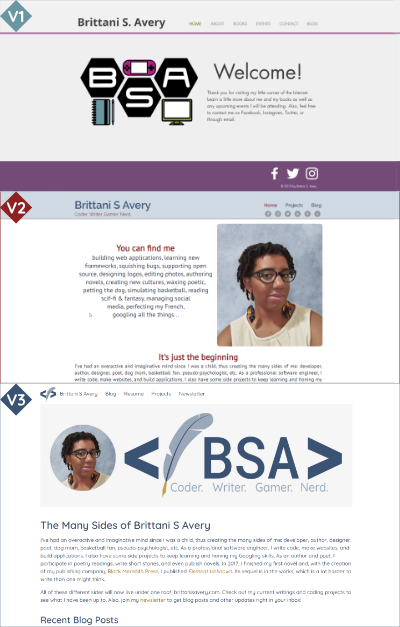 V1
Brittani S. Avery
HOME ABOUT BOOKS EVENTS CONTACT BLOG
B A
S
Welcome!
Thank you for visiting my little corner of the Internet.
Learn a little more about me and my books as well as
any upcoming events I will be attending. Also, feel free
to contact me on Facebook, Instagram, Twitter or
through email.
V2
Brittani S Avery
Coder. Writer. Gamer. Nerd.
Home Projects Blog
You can find me
building web applications, learning new
frameworks, squishing bugs, supporting open
source, designing logos, editing photos, authoring
novels, creating new cultures, waxing poetic,
petting the dog, simulating basketball, reading
sci-fi & fantasy, managing social
media, perfecting my French,
googling all the things...
It's just the beginning
I've had an overactive and imaginative mind since I was a child, thus creating the many sides of me: developer,
author, designer, poet, dog mom, basketball fan, pseudo-psychologist, etc. As a professional software engineer, I
write code, make websites, and build applications. I also have some side projects to keep learning and honing my
V3
Brittani S Avery Blog Resume Projects Newsletter
<BSA>
Coder. Writer. Gamer. Nerd.
The Many Sides of Brittani S Avery
I've had an overactive and imaginative mind since I was a child, thus creating the many sides of me: developer, author, designer,
poet, dog mom, basketball fan, pseudo-psychologist, etc. As a professional software engineer, I write code, make websites, and
build applications. I also have some side projects to keep learning and honing my Googling skills. As an author and poet, I
participate in poetry readings, write short stories, and even publish novels. In 2017, I finished my first novel and, with the creation
of my publishing company, Black Meredith Press, I published Element Unknown. Its sequel is in the works, which is a lot harder to
write than one might think.
All of these different sides will now live under one roof, brittanisavery.com. Check out my current writings and coding projects to
see what I have been up to. Also, join my newsletter to get blog posts and other updates right in your inbox!
Recent Blog Posts